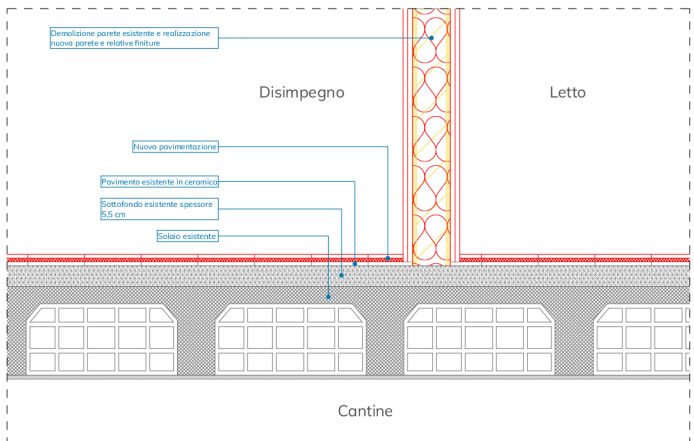 Demolizione parete esistente e realizzazione
nuova parete e relative finiture
Disimpegno
Letto
Nuova pavimentazione
Pavimento esistente in ceramica
Sottofondo esistente spessore
5,5 cm
Solaio esistente
Cantine